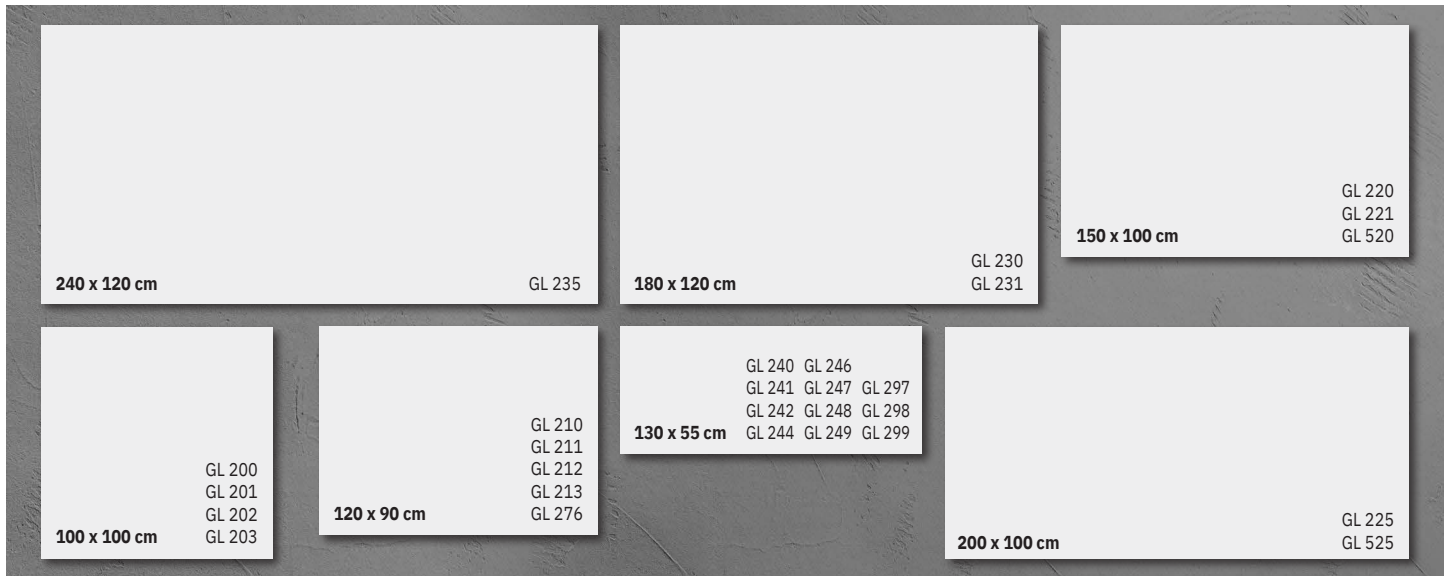 240 x 120 cm GL 235
GL 230
180 x 120 cm GL 231
GL 220
GL 221
150 x 100 cm GL 520
GL 200
GL 201
GL 202
100 x 100 cm GL 203
GL 210
GL 211
GL 212
GL 213
120 x 90 cm GL 276
GL 240 GL 246
GL 241 GL 247 GL 297
GL 242 GL 248 GL 298
130 x 55 cm GL 244 GL 249 GL 299
GL 225
200 x 100 cm GL 525